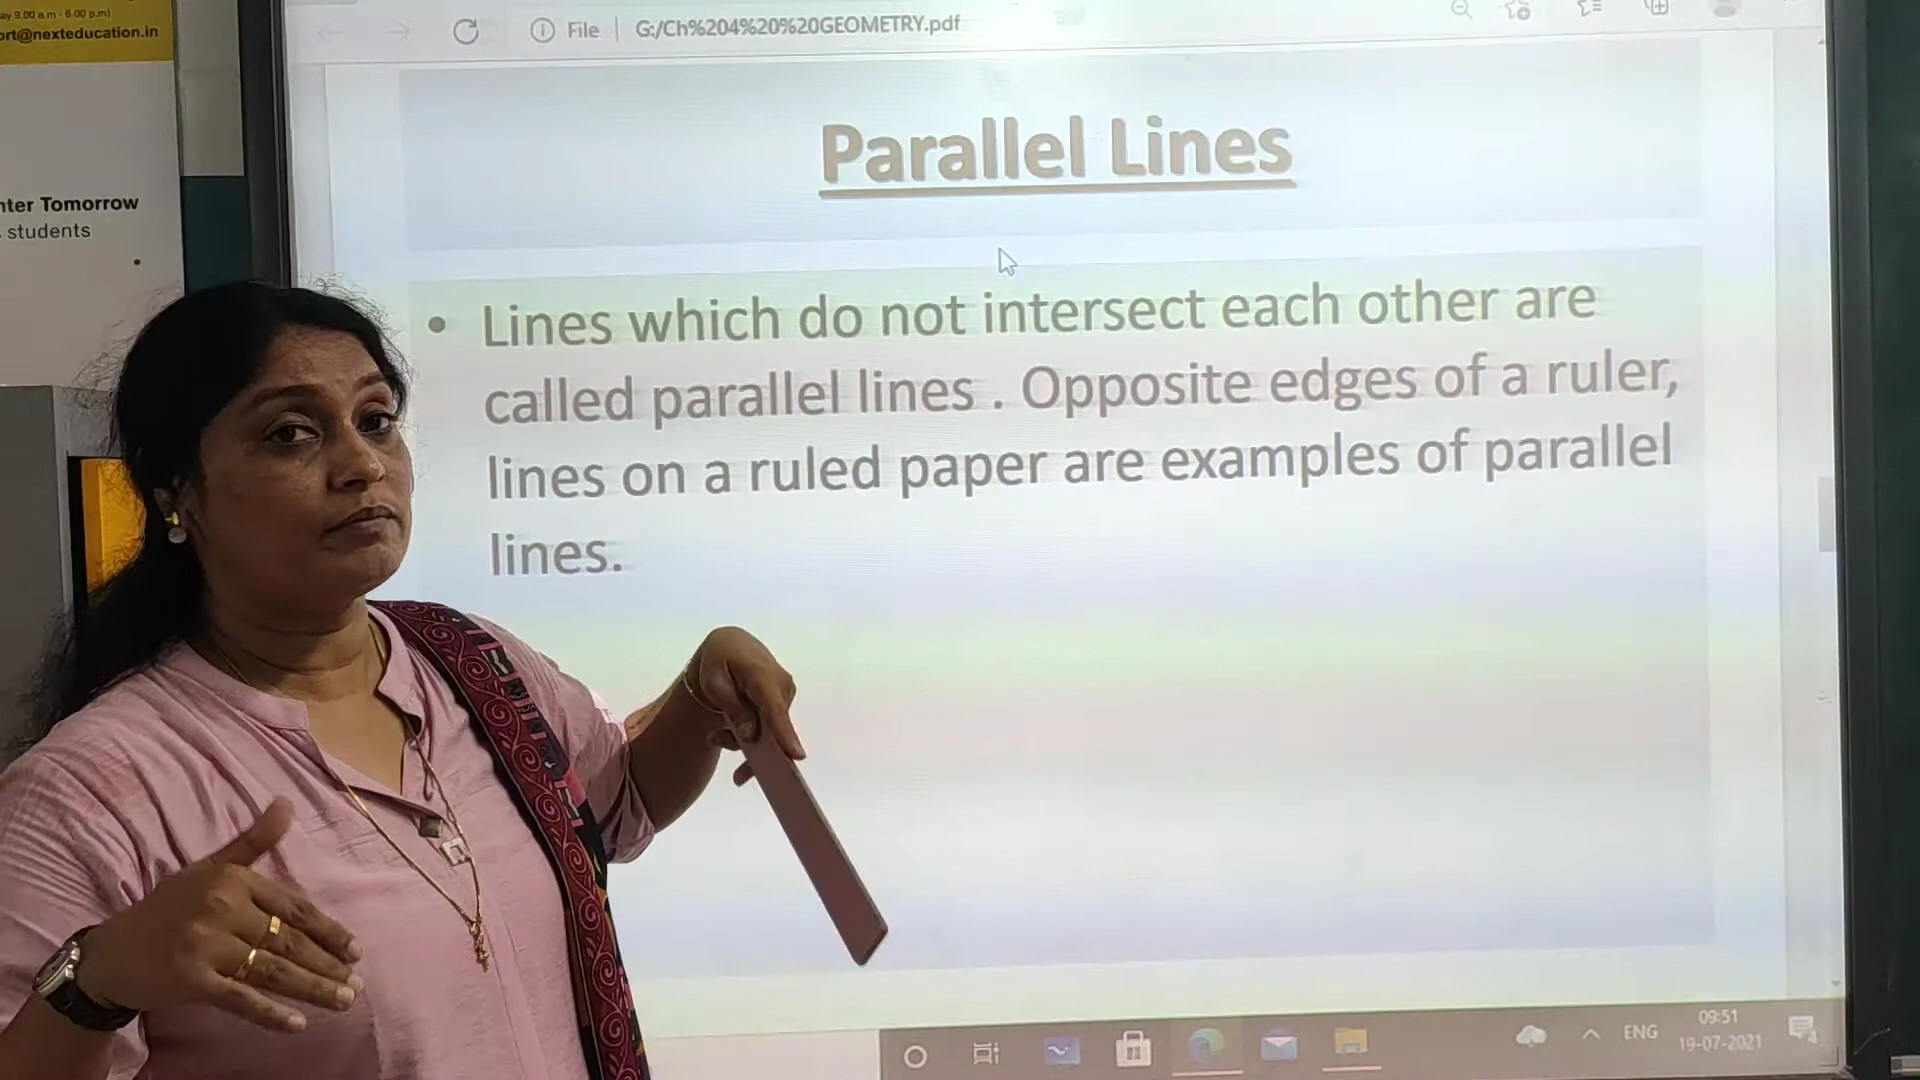 ay 9.00 a.m - 6.00 p.m)
ort@nexteducation.in
nter Tomorrow
students
File | G:/Ch%204%20%20GEOMETRY.pdf
Parallel Lines
• Lines which do not intersect each other are
called parallel lines . Opposite edges of a ruler,
lines on a ruled paper are examples of parallel
lines.
ENG
09:51
19-07-2021
4